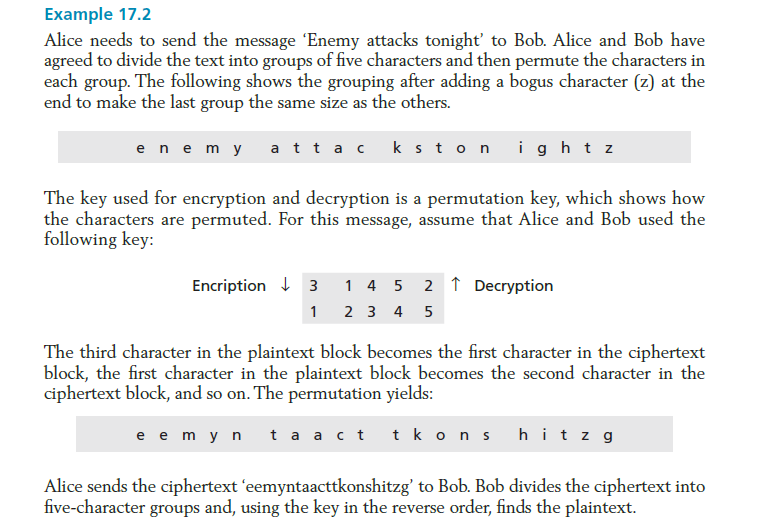 Example 17.2
Alice needs to send the message ‘Enemy attacks tonight’ to Bob. Alice and Bob have
agreed to divide the text into groups of five characters and then permute the characters in
each group. The following shows the grouping after adding a bogus character (z) at the
end to make the last group the same size as the others.
e n e m y a t t a c k s t o n i g h t z
The key used for encryption and decryption is a permutation key, which shows how
the characters are permuted. For this message, assume that Alice and Bob used the
following key:
Encription ↓ 3 1 4 5 2 ↑ Decryption
1 2 3 4 5
The third character in the plaintext block becomes the first character in the ciphertext
block, the first character in the plaintext block becomes the second character in the
ciphertext block, and so on. The permutation yields:
e e m y n t a a c t t k o n s h i t z g
Alice sends the ciphertext ‘eemyntaacttkonshitzg’ to Bob. Bob divides the ciphertext into
five-character groups and, using the key in the reverse order, finds the plaintext.